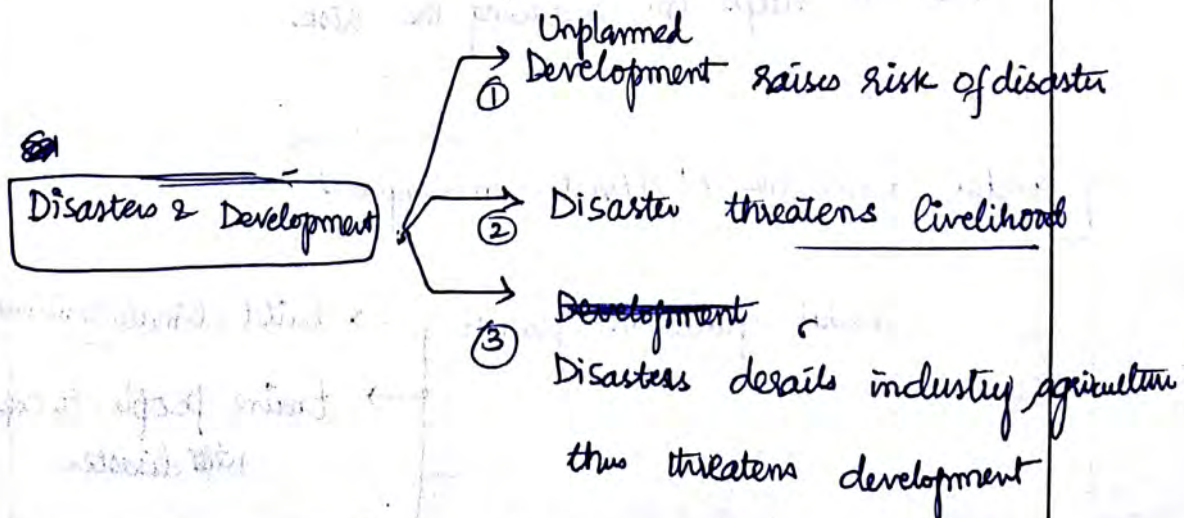 Unplanned
① Development raises risk of disaster
Disasters & Development
② Disaster threatens livelihood
③ Development
Disasters derails industry, agriculture
thus threatens development